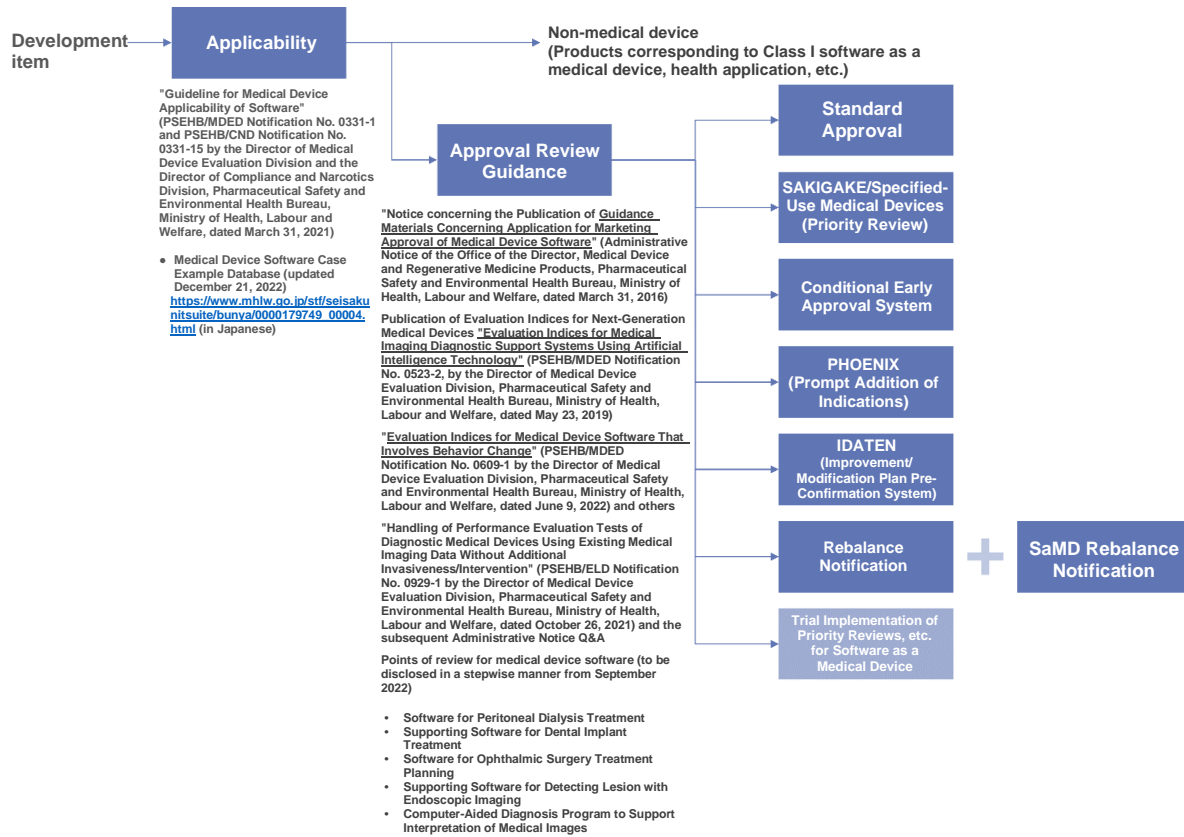 Development
item
Applicability
Non-medical device
(Products corresponding to Class I software as a
medical device, health application, etc.)
"Guideline for Medical Device
Applicability of Software"
(PSEHB/MDED Notification No. 0331-1
and PSEHB/CND Notification No.
0331-15 by the Director of Medical
Device Evaluation Division and the
Director of Compliance and Narcotics
Division, Pharmaceutical Safety and
Environmental Health Bureau,
Ministry of Health, Labour and
Welfare, dated March 31, 2021)
● Medical Device Software Case
Example Database (updated
December 21, 2022)
https://www.mhlw.go.jp/stf/seisaku
nitsuite/bunya/0000179749_00004.
html (in Japanese)
Approval Review
Guidance
"Notice concerning the Publication of Guidance
Materials Concerning Application for Marketing
Approval of Medical Device Software" (Administrative
Notice of the Office of the Director, Medical Device
and Regenerative Medicine Products, Pharmaceutical
Safety and Environmental Health Bureau, Ministry of
Health, Labour and Welfare, dated March 31, 2016)
Publication of Evaluation Indices for Next-Generation
Medical Devices "Evaluation Indices for Medical
Imaging Diagnostic Support Systems Using Artificial
Intelligence Technology" (PSEHB/MDED Notification
No. 0523-2, by the Director of Medical Device
Evaluation Division, Pharmaceutical Safety and
Environmental Health Bureau, Ministry of Health,
Labour and Welfare, dated May 23, 2019)
"Evaluation Indices for Medical Device Software That
Involves Behavior Change" (PSEHB/MDED
Notification No. 0609-1 by the Director of Medical
Device Evaluation Division, Pharmaceutical Safety
and Environmental Health Bureau, Ministry of Health,
Labour and Welfare, dated June 9, 2022) and others
"Handling of Performance Evaluation Tests of
Diagnostic Medical Devices Using Existing Medical
Imaging Data Without Additional
Invasiveness/Intervention" (PSEHB/ELD Notification
No. 0929-1 by the Director of Medical Device
Evaluation Division, Pharmaceutical Safety and
Environmental Health Bureau, Ministry of Health,
Labour and Welfare, dated October 26, 2021) and the
subsequent Administrative Notice Q&A
Points of review for medical device software (to be
disclosed in a stepwise manner from September
2022)
• Software for Peritoneal Dialysis Treatment
• Supporting Software for Dental Implant
Treatment
• Software for Ophthalmic Surgery Treatment
Planning
• Supporting Software for Detecting Lesion with
Endoscopic Imaging
• Computer-Aided Diagnosis Program to Support
Interpretation of Medical Images
Standard
Approval
SAKIGAKE/Specified-
Use Medical Devices
(Priority Review)
Conditional Early
Approval System
PHOENIX
(Prompt Addition of
Indications)
IDATEN
(Improvement/
Modification Plan Pre-
Confirmation System)
Rebalance
Notification
+
SaMD Rebalance
Notification
Trial Implementation of
Priority Reviews, etc.
for Software as a
Medical Device